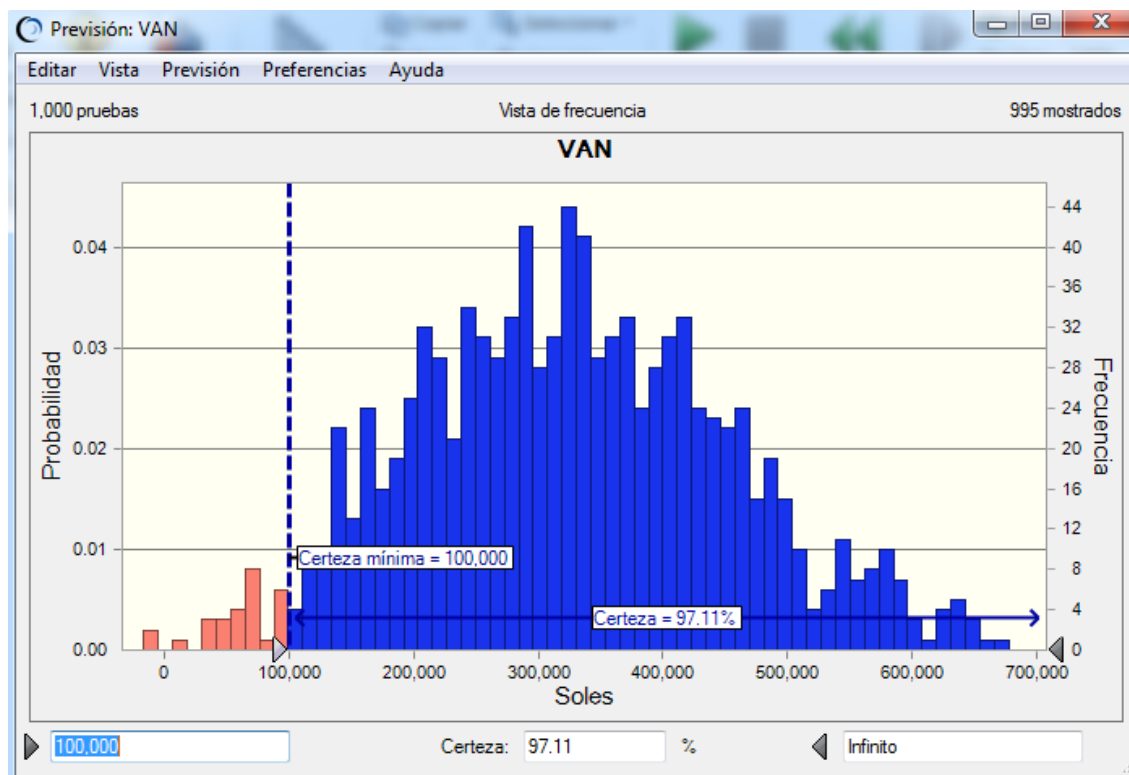 Copiar Seleccionar
Previsión: VAN
Editar Vista Previsión Preferencias Ayuda
1,000 pruebas Vista de frecuencia 995 mostrados
VAN
Probabilidad
0.04
0.03
0.02
0.01
0.00
44
40
36
32
28
24
20
16
12
8
4
0
Frecuencia
Certeza mínima = 100,000
Certeza = 97.11%
0 100,000 200,000 300,000 400,000 500,000 600,000 700,000
Soles
100,000 Certeza: 97.11 % Infinito